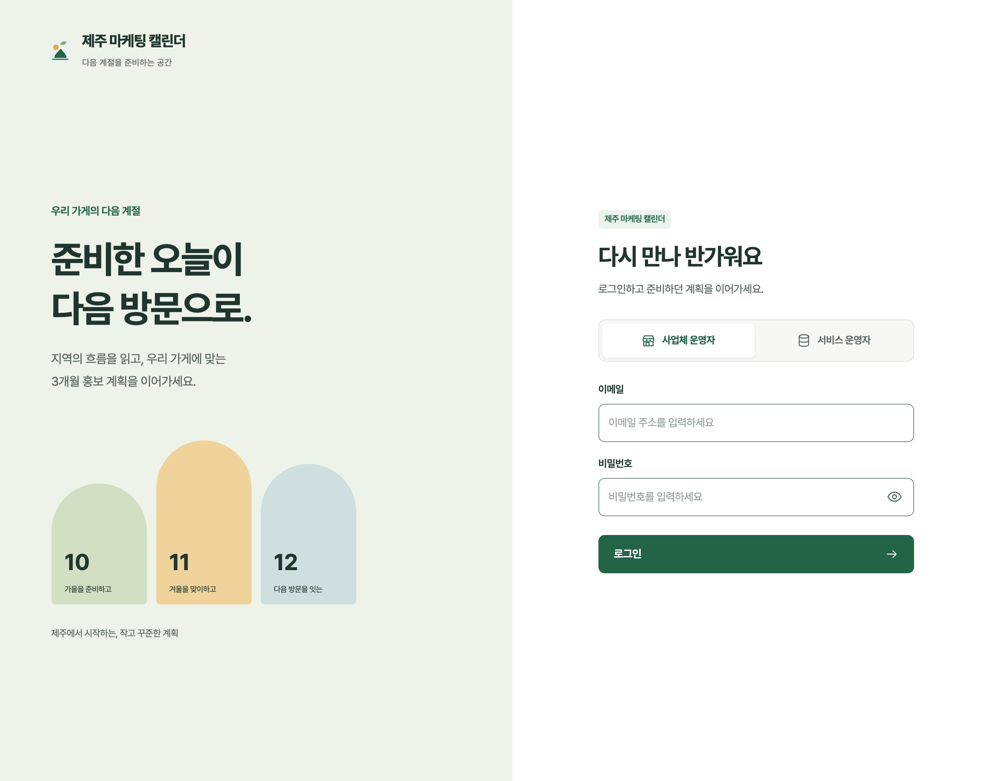 제주 마케팅 캘린더
다음 계절을 준비하는 공간
우리 가게의 다음 계절
준비한 오늘이
다음 방문으로.
지역의 흐름을 읽고, 우리 가게에 맞는
3개월 홍보 계획을 이어가세요.
10
가을을 준비하고
11
겨울을 맞이하고
12
다음 방문을 잇는
제주에서 시작하는, 작고 꾸준한 계획
제주 마케팅 캘린더
다시 만나 반가워요
로그인하고 준비하던 계획을 이어가세요.
사업체 운영자
서비스 운영자
이메일
이메일 주소를 입력하세요
비밀번호
비밀번호를 입력하세요
로그인